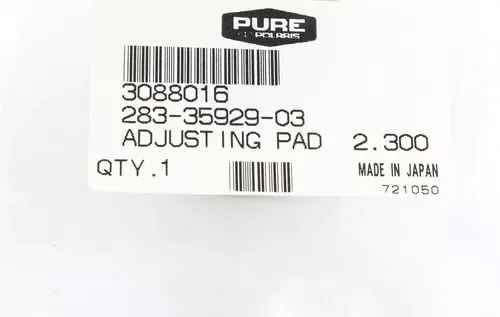 PURE
POLARIS
3088016
283-35929-03
ADJUSTING PAD 2.300
QTY.1 MADE IN JAPAN
721050